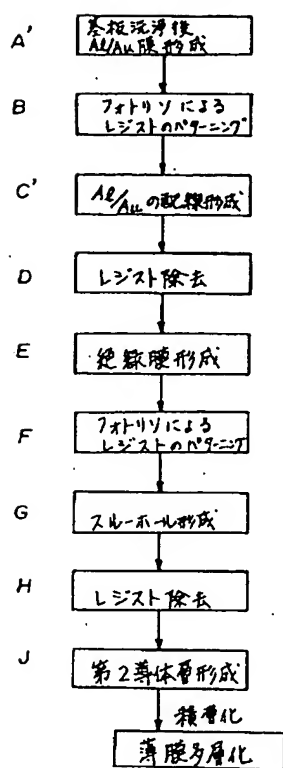 A'
基板洗浄後
Al/Au膜形成
B
フォトリソによる
レジストのパターニング
C'
Al/Auの配線形成
D
レジスト除去
E
絶縁膜形成
F
フォトリソによる
レジストのパターニング
G
スルーホール形成
H
レジスト除去
J
第2導体層形成
積層化
薄膜多層化